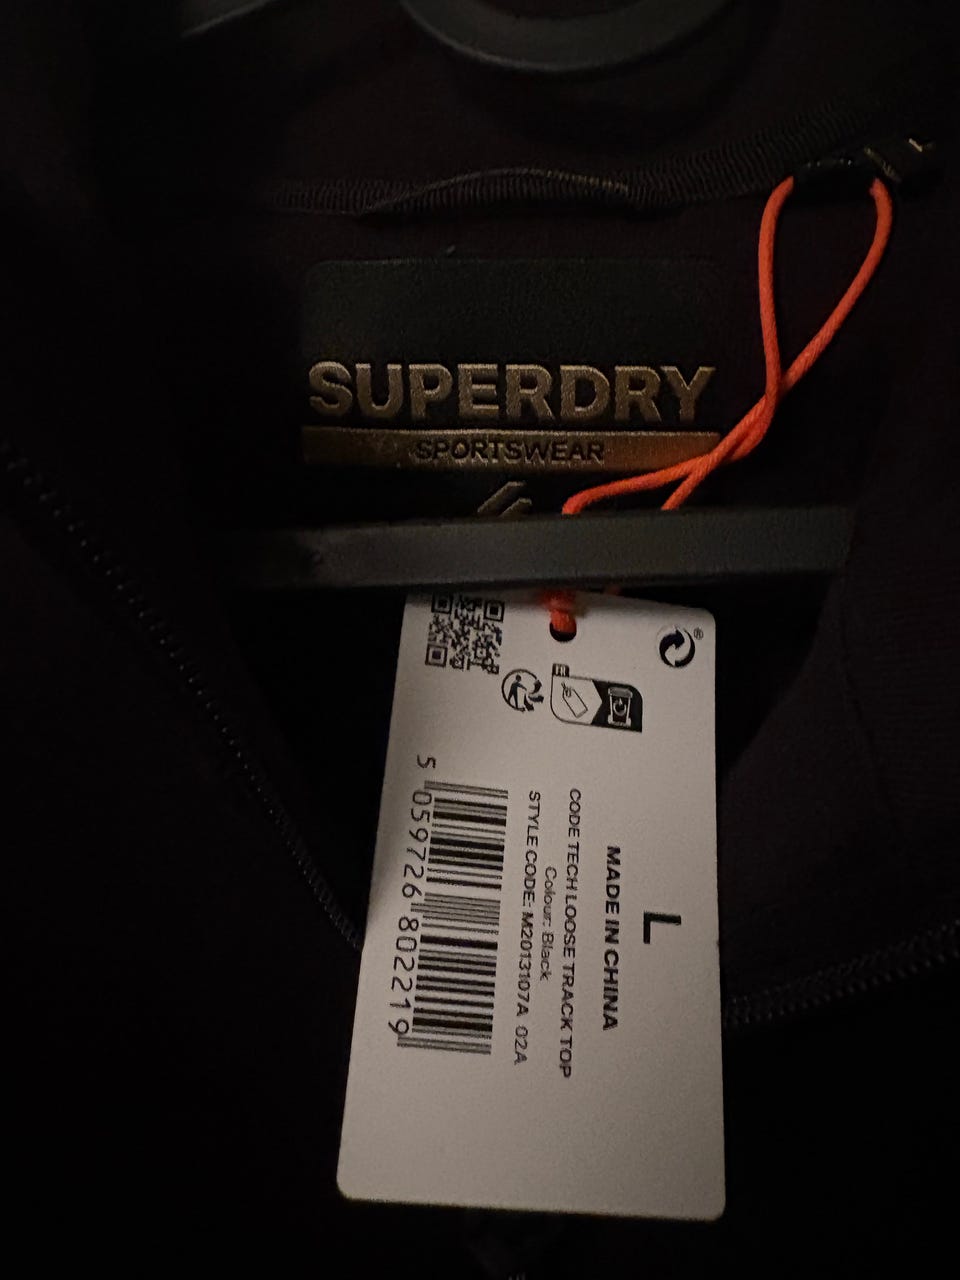 SUPERDRY
SPORTSWEAR
L
MADE IN CHINA
CODE TECH LOOSE TRACK TOP
Colour: Black
STYLE CODE: M2013107A 02A
5 059726 802219
FR
®